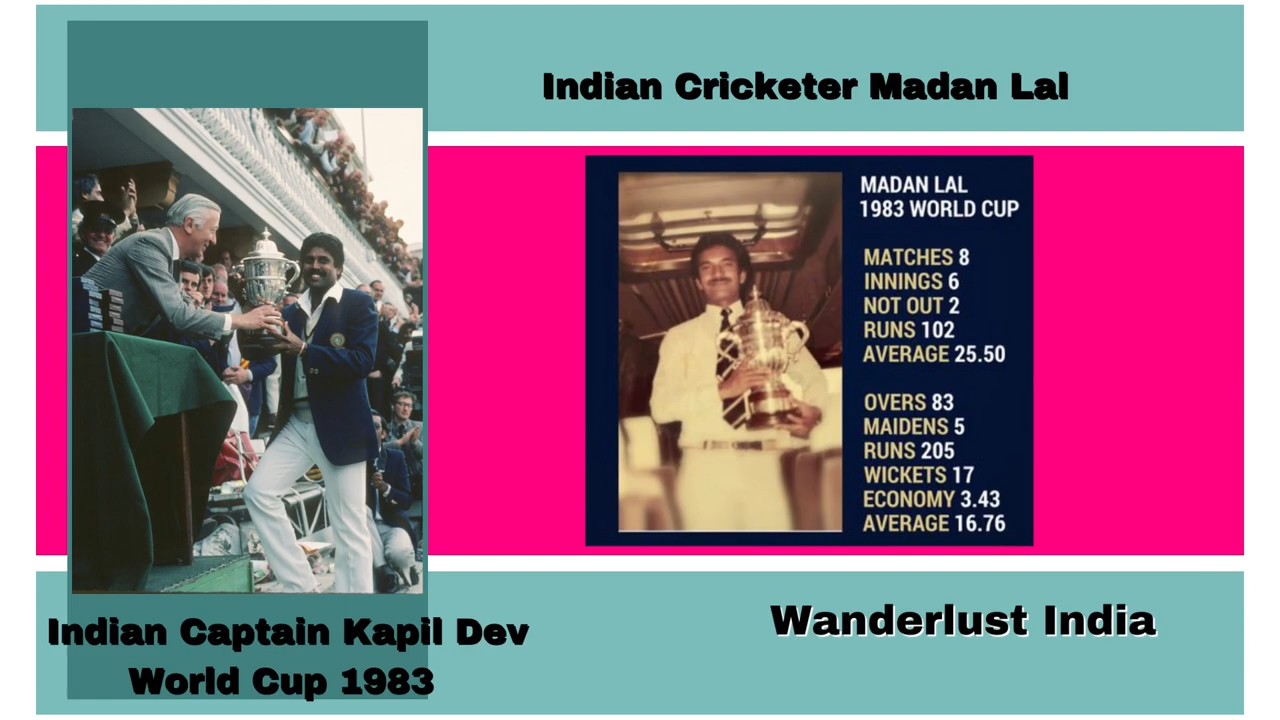 Indian Cricketer Madan Lal
MADAN LAL
1983 WORLD CUP
MATCHES 8
INNINGS 6
NOT OUT 2
RUNS 102
AVERAGE 25.50
OVERS 83
MAIDENS 5
RUNS 205
WICKETS 17
ECONOMY 3.43
AVERAGE 16.76
Indian Captain Kapil Dev
World Cup 1983
Wanderlust India